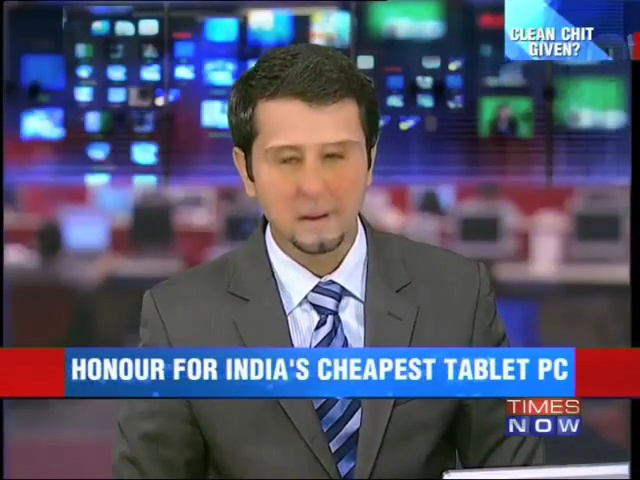 CLEAN CHIT
GIVEN?
HONOUR FOR INDIA'S CHEAPEST TABLET PC
TIMES
NOW